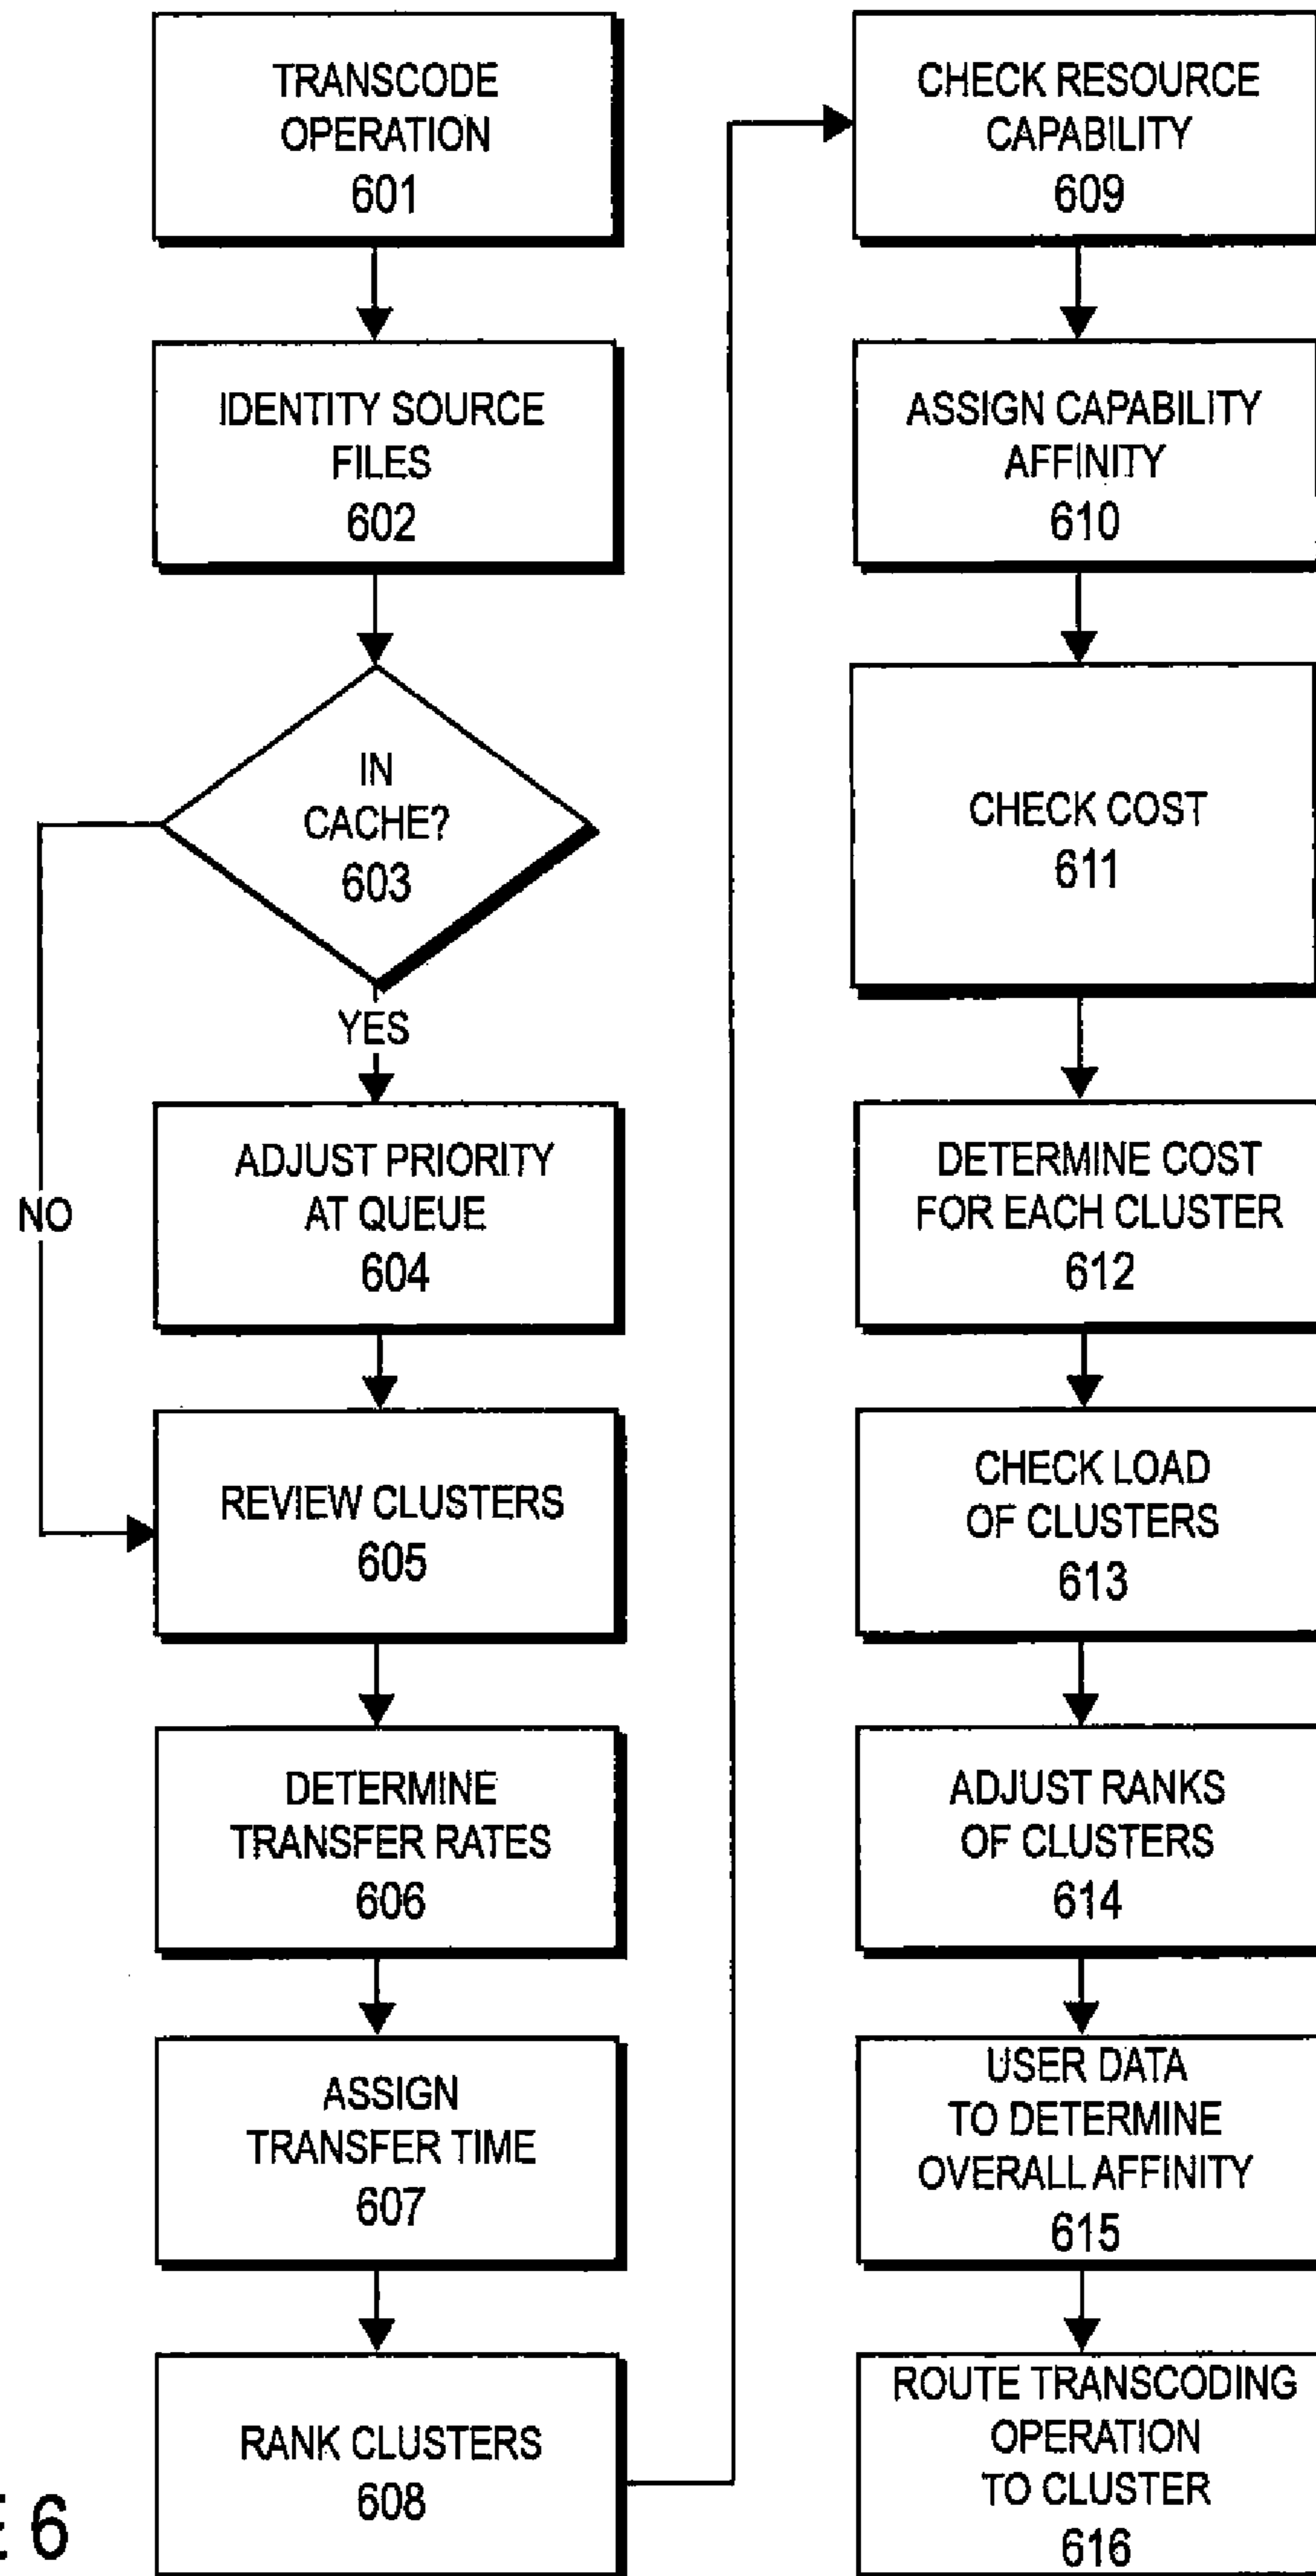 TRANSCODE
OPERATION
601
IDENTITY SOURCE
FILES
602
IN
CACHE?
603
YES
NO
ADJUST PRIORITY
AT QUEUE
604
REVIEW CLUSTERS
605
DETERMINE
TRANSFER RATES
606
ASSIGN
TRANSFER TIME
607
RANK CLUSTERS
608
CHECK RESOURCE
CAPABILITY
609
ASSIGN CAPABILITY
AFFINITY
610
CHECK COST
611
DETERMINE COST
FOR EACH CLUSTER
612
CHECK LOAD
OF CLUSTERS
613
ADJUST RANKS
OF CLUSTERS
614
USER DATA
TO DETERMINE
OVERALL AFFINITY
615
ROUTE TRANSCODING
OPERATION
TO CLUSTER
616
E 6